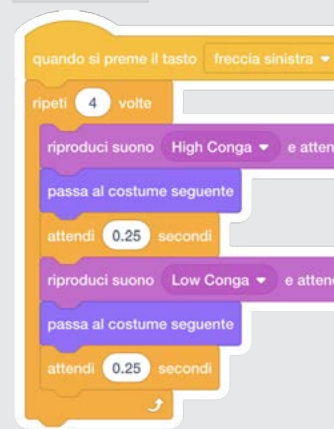 quando si preme il tasto freccia sinistra
ripeti 4 volte
riproduci suono High Conga e atten
passa al costume seguente
attendi 0.25 secondi
riproduci suono Low Conga e attend
passa al costume seguente
attendi 0.25 secondi